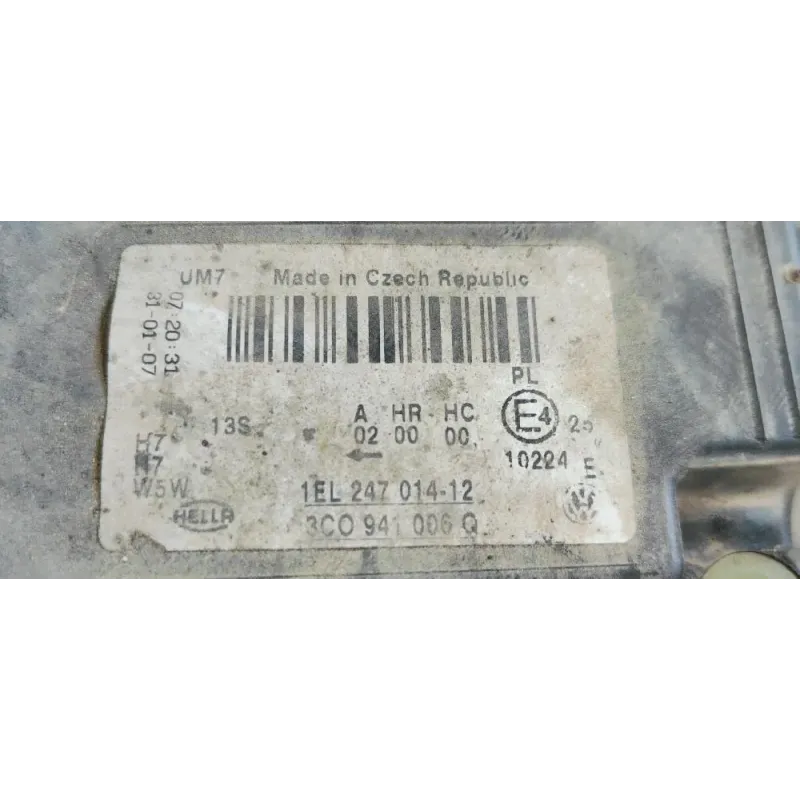 UM7 Made in Czech Republic
07:20:31
31-01-07
PL
13S A HR HC E4
02 00 00
H7 10224
H7
W5W 1EL 247 014-12
HELLA 3C0 941 006 Q